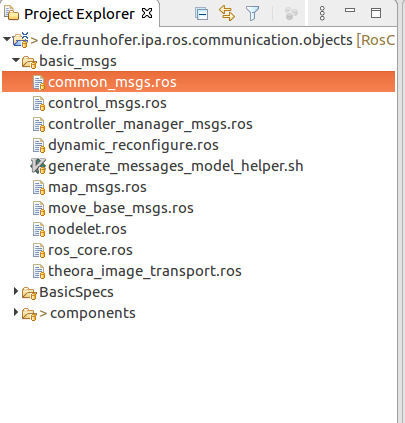 Project Explorer
> de.fraunhofer.ipa.ros.communication.objects [RosC
basic_msgs
common_msgs.ros
control_msgs.ros
controller_manager_msgs.ros
dynamic_reconfigure.ros
generate_messages_model_helper.sh
map_msgs.ros
move_base_msgs.ros
nodelet.ros
ros_core.ros
theora_image_transport.ros
BasicSpecs
> components